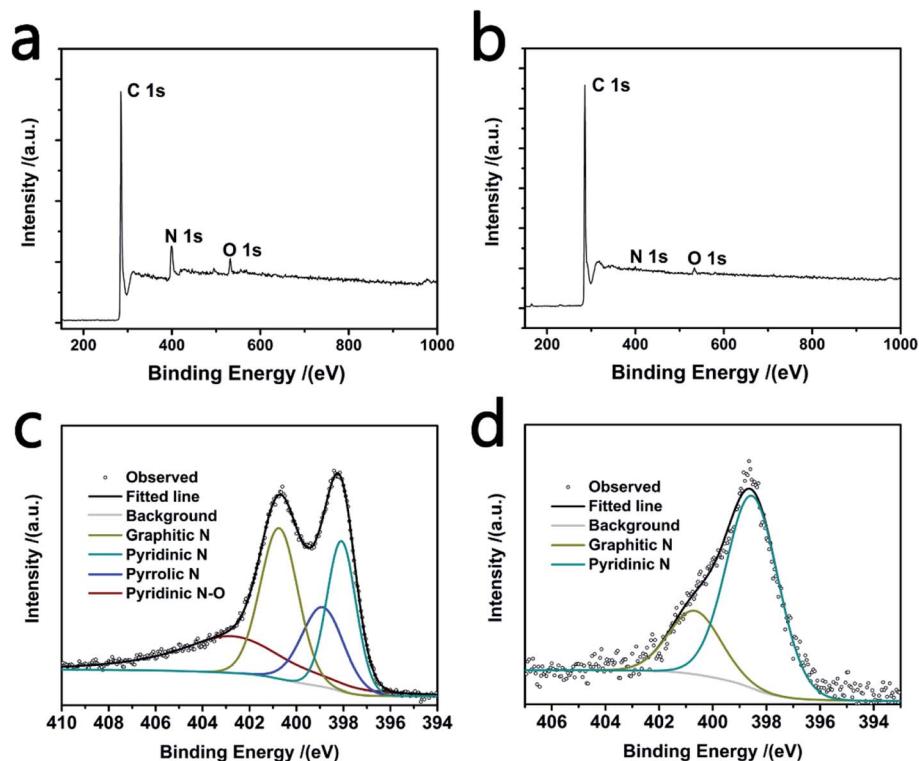 a
C 1s
N 1s
O 1s
Intensity /(a.u.)
200 400 600 800 1000
Binding Energy /(eV)
b
C 1s
N 1s
O 1s
Intensity /(a.u.)
200 400 600 800 1000
Binding Energy /(eV)
c
Observed
Fitted line
Background
Graphitic N
Pyridinic N
Pyrrolic N
Pyridinic N-O
Intensity /(a.u.)
410 408 406 404 402 400 398 396 394
Binding Energy /(eV)
d
Observed
Fitted line
Background
Graphitic N
Pyridinic N
Intensity /(a.u.)
406 404 402 400 398 396 394
Binding Energy /(eV)